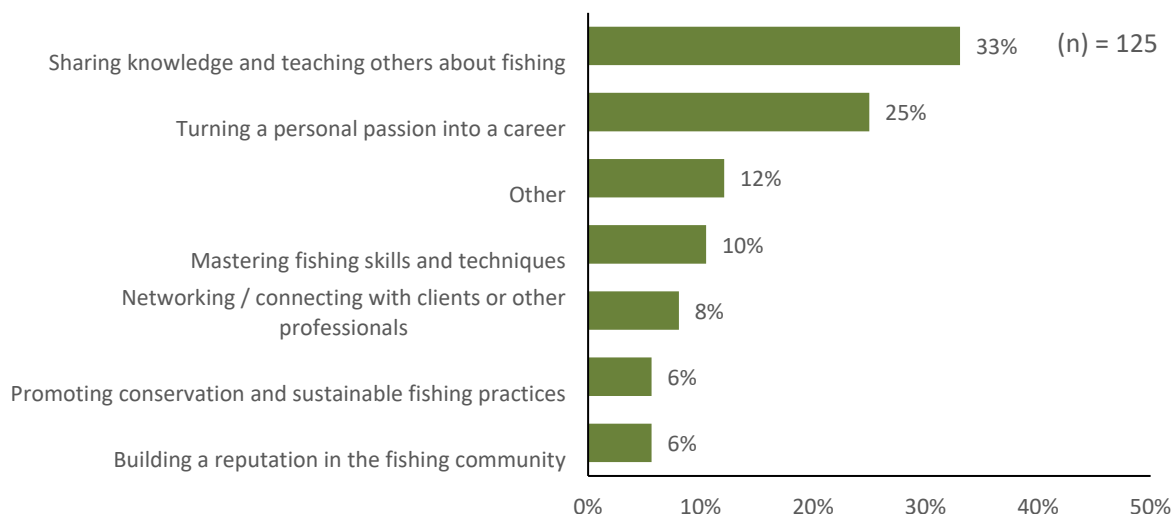 Sharing knowledge and teaching others about fishing 33% (n) = 125
Turning a personal passion into a career 25%
Other 12%
Mastering fishing skills and techniques 10%
Networking / connecting with clients or other
professionals 8%
Promoting conservation and sustainable fishing practices 6%
Building a reputation in the fishing community 6%
0% 10% 20% 30% 40% 50%